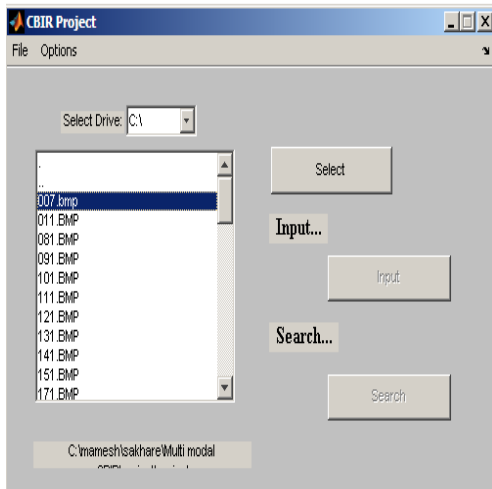 CBIR Project
File Options
Select Drive: C:\
.
..
007.bmp
011.BMP
081.BMP
091.BMP
101.BMP
111.BMP
121.BMP
131.BMP
141.BMP
151.BMP
171.BMP
Select
Input...
Input
Search...
Search
C:\mamesh\sakhare\Multi modal